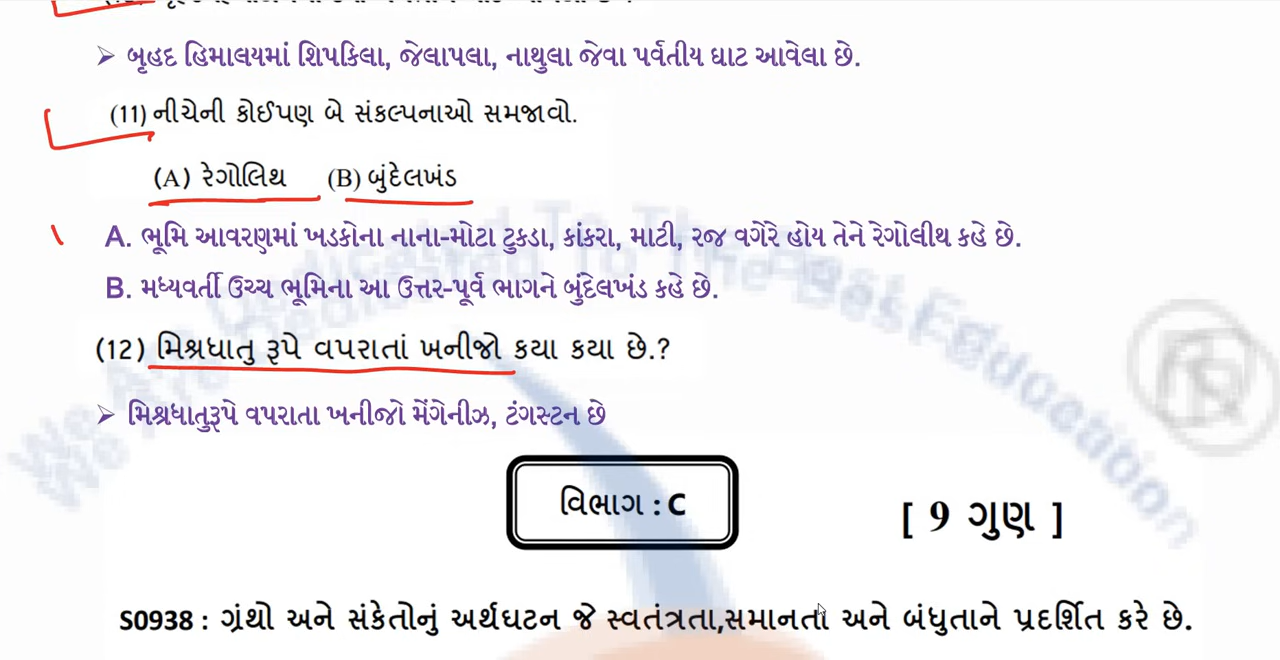 ➢ બૃહદ હિમાલયમાં શિપકિલા, જેલાપલા, નાથુલા જેવા પર્વતીય ઘાટ આવેલા છે.
(11) નીચેની કોઈપણ બે સંકલ્પનાઓ સમજાવો.
(A) રેગોલિથ (B) બુંદેલખંડ
A. ભૂમિ આવરણમાં ખડકોના નાના-મોટા ટુકડા, કાંકરા, માટી, રજ વગેરે હોય તેને રેગોલીથ કહે છે.
B. મધ્યવર્તી ઉચ્ચ ભૂમિના આ ઉત્તર-પૂર્વ ભાગને બુંદેલખંડ કહે છે.
(12) મિશ્રધાતુ રૂપે વપરાતાં ખનીજો કયા કયા છે.?
➢ મિશ્રધાતુરૂપે વપરાતા ખનીજો મેંગેનીઝ, ટંગસ્ટન છે
વિભાગ : C
[ 9 ગુણ ]
S0938 : ગ્રંથો અને સંકેતોનું અર્થઘટન જે સ્વતંત્રતા,સમાનતા અને બંધુતાને પ્રદર્શિત કરે છે.